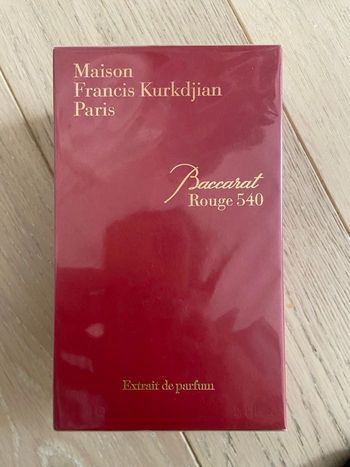 Maison
Francis Kurkdjian
Paris
Baccarat
Rouge 540
Extrait de parfum